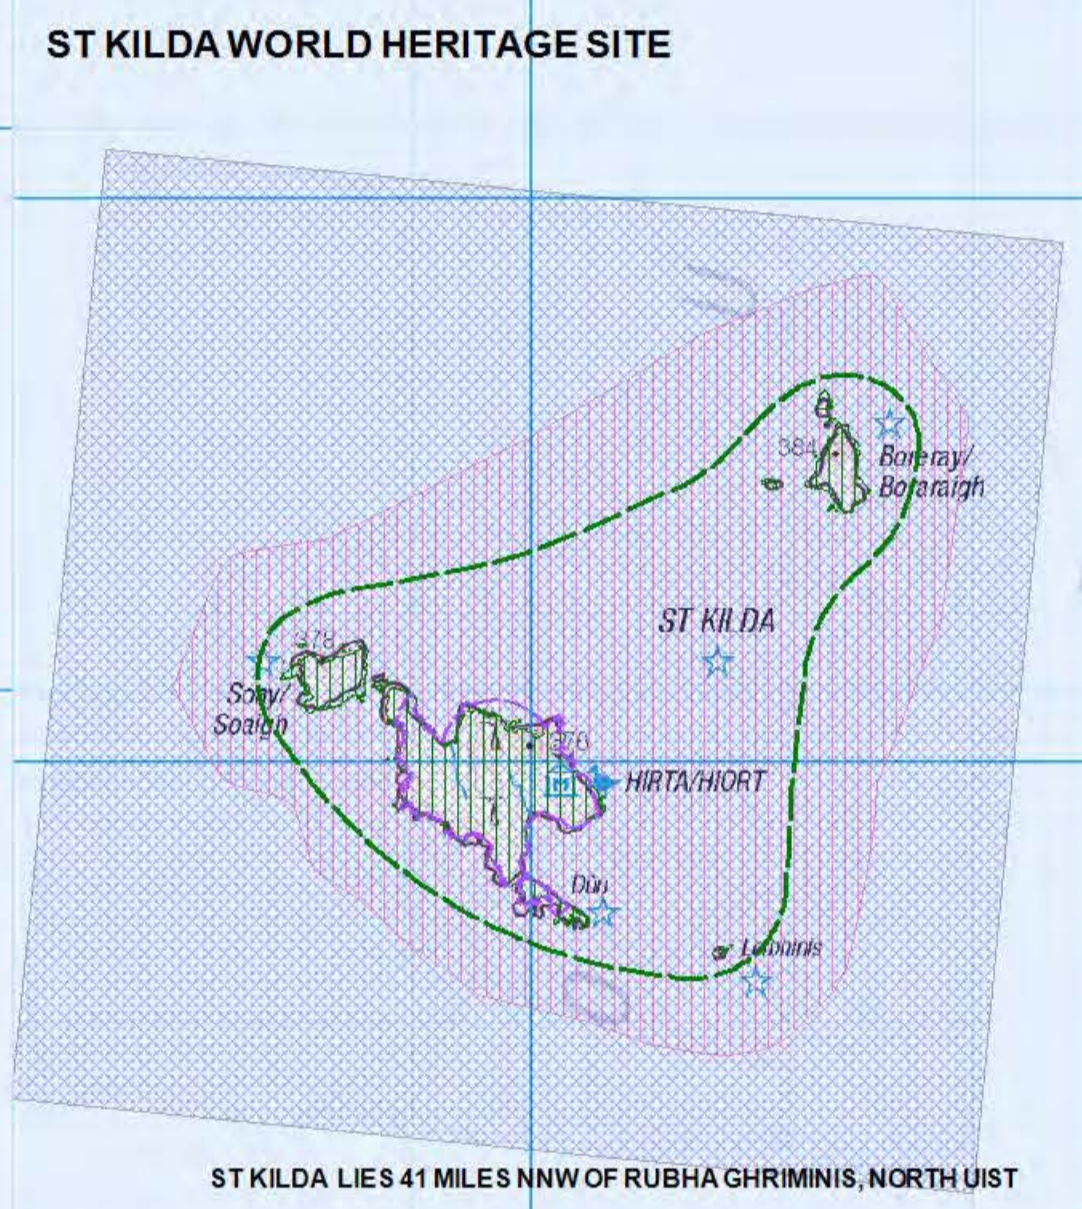 ST KILDA WORLD HERITAGE SITE
384
Boreray/
Boraraigh
ST KILDA
378
Soay/
Soaigh
HIRTA/HIORT
M
Dùn
ST KILDA LIES 41 MILES NNW OF RUBHA GHRIMINIS, NORTH UIST